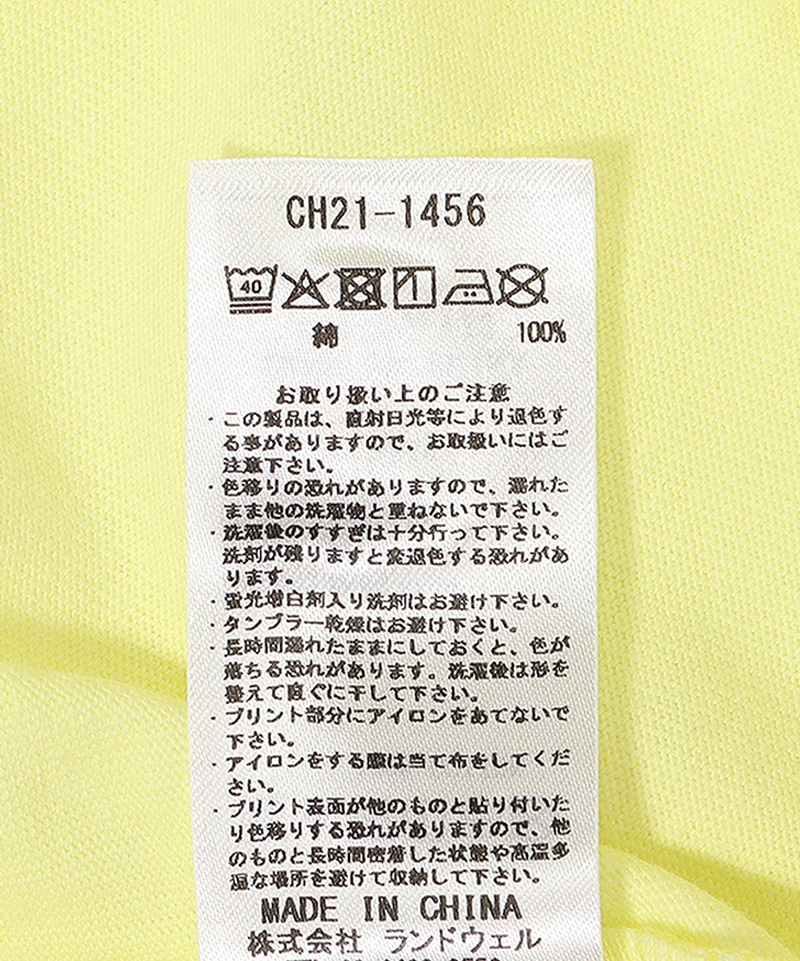 CH21-1456
40
綿 100%
お取り扱い上のご注意
・この製品は、直射日光等により退色す
る事がありますので、お取扱いにはご
注意下さい。
・色移りの恐れがありますので、濡れた
まま他の洗濯物と重ねないで下さい。
・洗濯後のすすぎは十分行って下さい。
洗剤が残りますと変退色する恐れがあ
ります。
・蛍光増白剤入り洗剤はお避け下さい。
・タンブラー乾燥はお避け下さい。
・長時間濡れたままにしておくと、色が
落ちる恐れがあります。洗濯後は形を
整えて直ぐに干して下さい。
・プリント部分にアイロンをあてないで
下さい。
・アイロンをする際は当て布をしてくだ
さい。
・プリント表面が他のものと貼り付いた
り色移りする恐れがありますので、他
のものと長時間密着した状態や高温多
湿な場所を避けて収納して下さい。
MADE IN CHINA
株式会社 ランドウェル